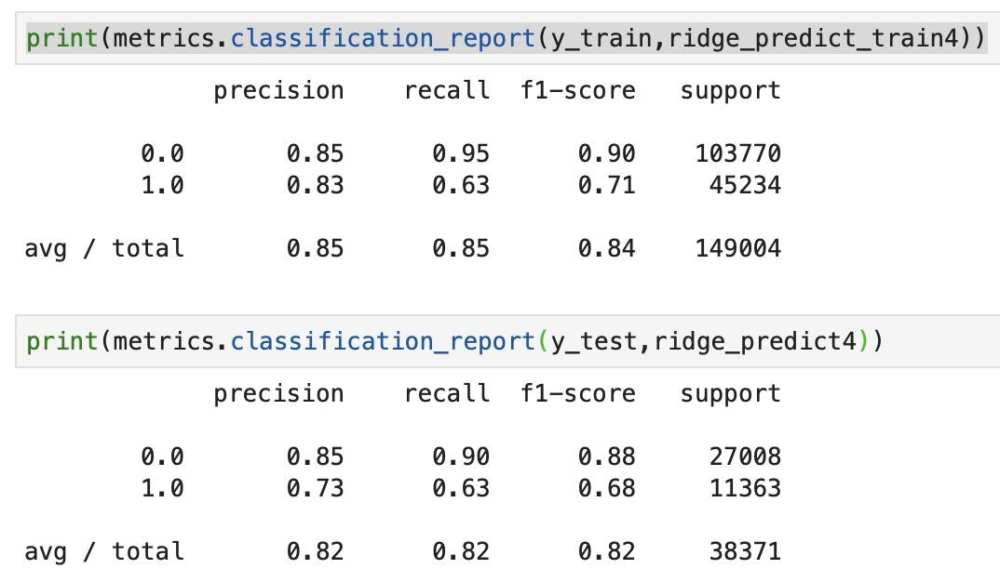 print(metrics.classification_report(y_train,ridge_predict_train4))
precision recall f1-score support
0.0 0.85 0.95 0.90 103770
1.0 0.83 0.63 0.71 45234
avg / total 0.85 0.85 0.84 149004
print(metrics.classification_report(y_test,ridge_predict4))
precision recall f1-score support
0.0 0.85 0.90 0.88 27008
1.0 0.73 0.63 0.68 11363
avg / total 0.82 0.82 0.82 38371